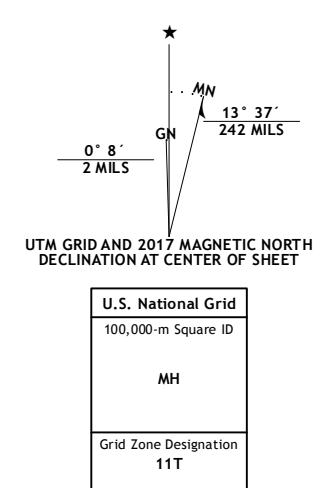 MN
13° 37´
242 MILS
GN
0° 8´
2 MILS
UTM GRID AND 2017 MAGNETIC NORTH
DECLINATION AT CENTER OF SHEET
U.S. National Grid
100,000-m Square ID
MH
Grid Zone Designation
11T